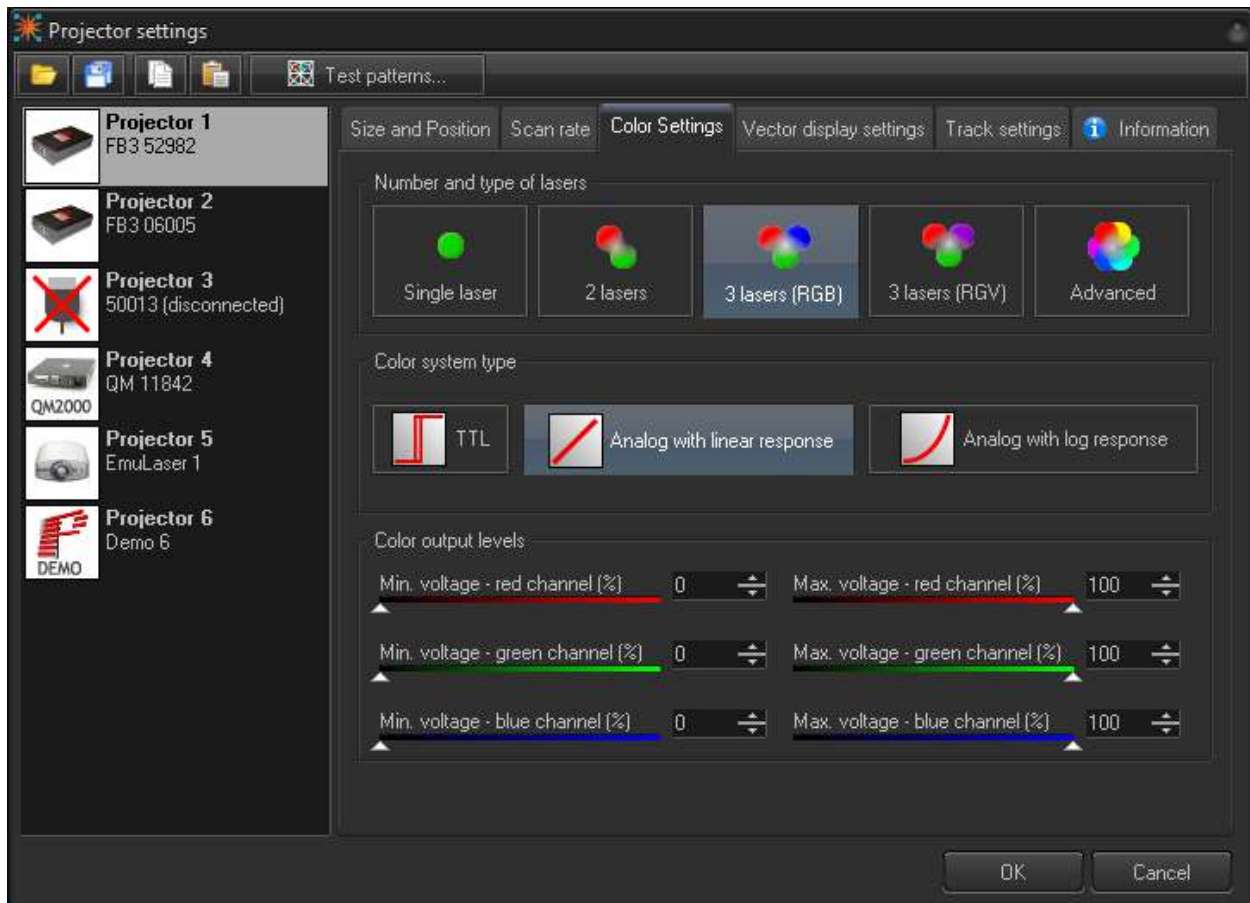 Projector settings
Test patterns...
Projector 1
FB3 52982
Projector 2
FB3 06005
Projector 3
50013 (disconnected)
Projector 4
QM 11842
QM2000
Projector 5
EmuLaser 1
Projector 6
Demo 6
DEMO
Size and Position Scan rate Color Settings Vector display settings Track settings Information
Number and type of lasers
Single laser 2 lasers 3 lasers (RGB) 3 lasers (RGV) Advanced
Color system type
TTL Analog with linear response Analog with log response
Color output levels
Min. voltage - red channel (%) 0 Max. voltage - red channel (%) 100
Min. voltage - green channel (%) 0 Max. voltage - green channel (%) 100
Min. voltage - blue channel (%) 0 Max. voltage - blue channel (%) 100
OK Cancel